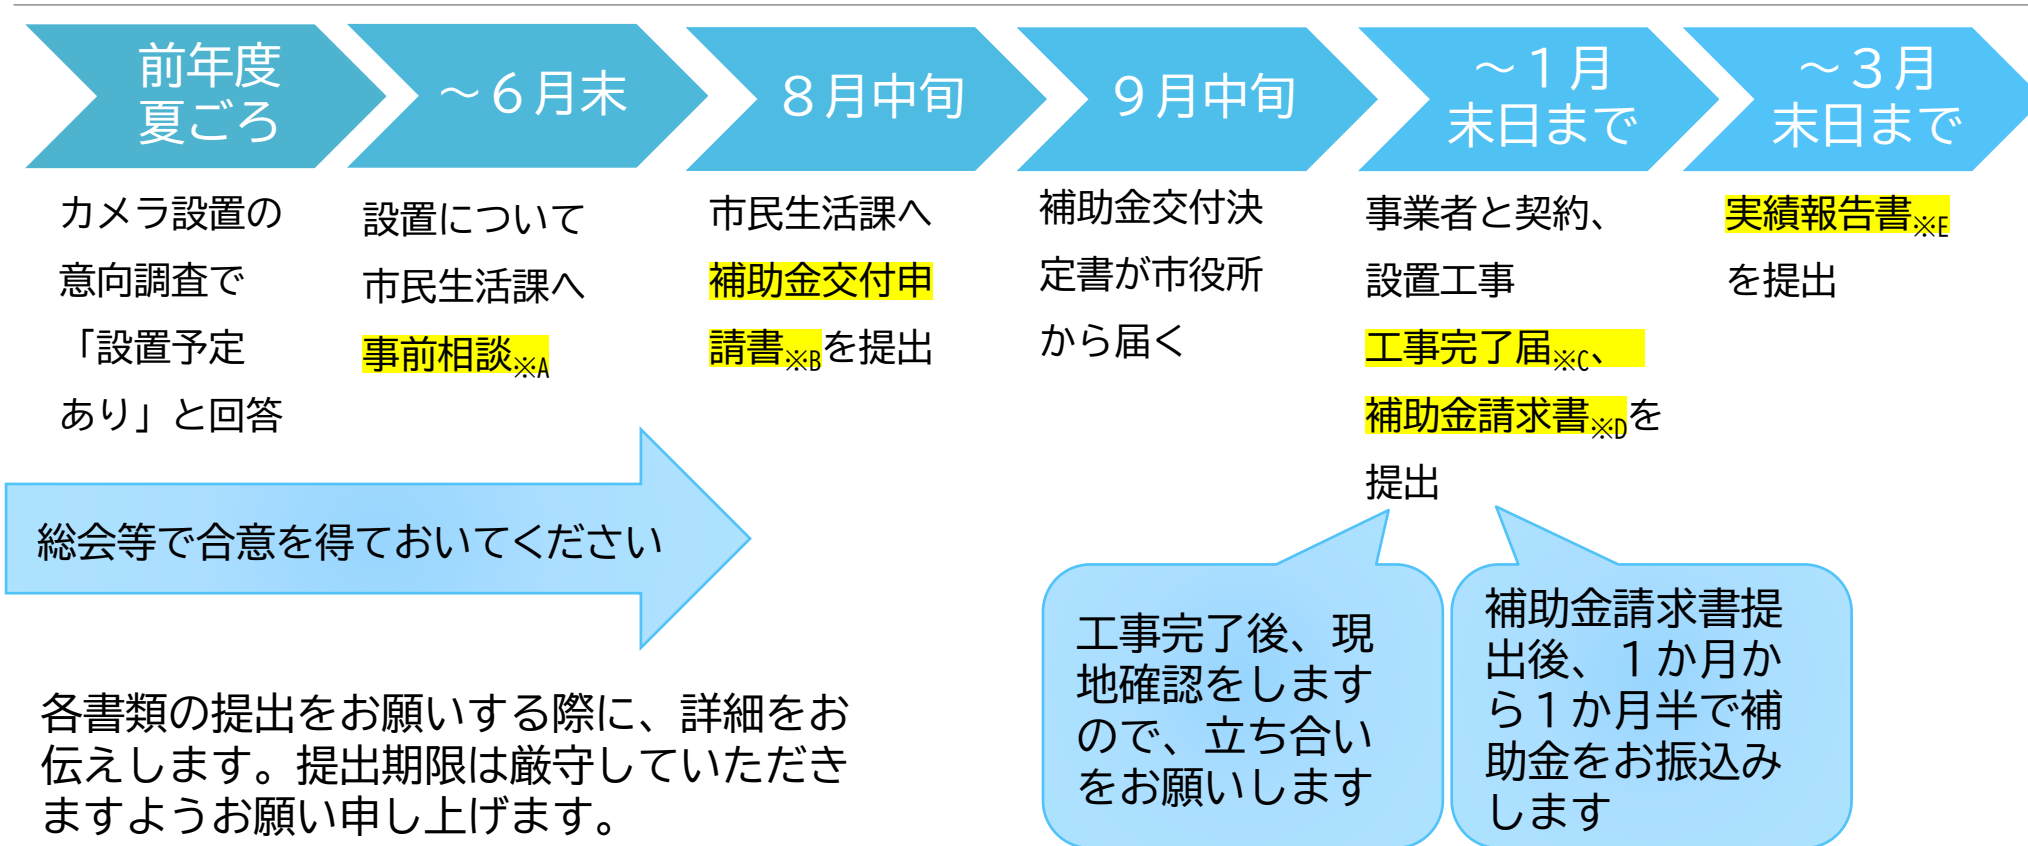 前年度
夏ごろ
～６月末
８月中旬
９月中旬
～１月
末日まで
～３月
末日まで
カメラ設置の
意向調査で
「設置予定
あり」と回答
設置について
市民生活課へ
事前相談※A
市民生活課へ
補助金交付申
請書※Bを提出
補助金交付決
定書が市役所
から届く
事業者と契約、
設置工事
工事完了届※C、
補助金請求書※Dを
提出
実績報告書※E
を提出
総会等で合意を得ておいてください
工事完了後、現
地確認をします
ので、立ち合い
をお願いします
補助金請求書提
出後、１か月か
ら１か月半で補
助金をお振込み
します
各書類の提出をお願いする際に、詳細をお
伝えします。提出期限は厳守していただき
ますようお願い申し上げます。